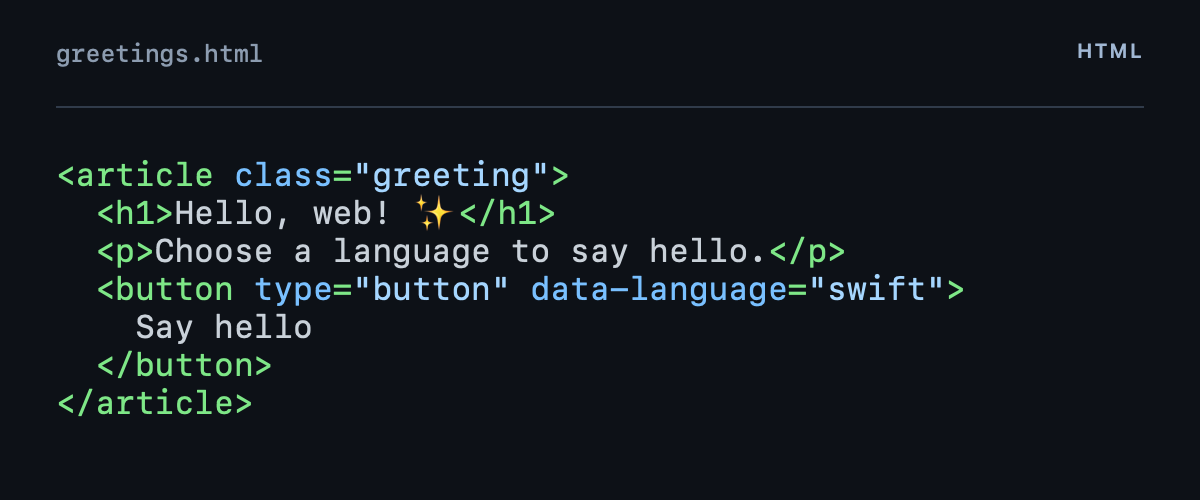 greetings.html
HTML
<article class="greeting">
  <h1>Hello, web! ✨</h1>
  <p>Choose a language to say hello.</p>
  <button type="button" data-language="swift">
    Say hello
  </button>
</article>